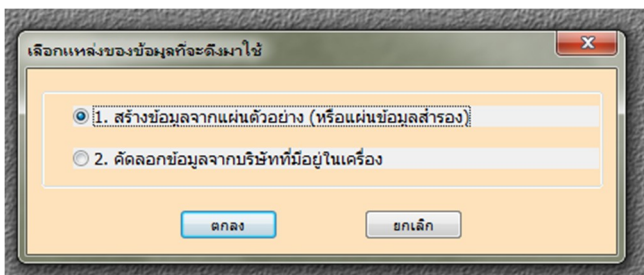 เลือกแหล่งของข้อมูลที่จะดึงมาใช้
1. สร้างข้อมูลจากแผ่นตัวอย่าง (หรือแผ่นข้อมูลสำรอง)
2. คัดลอกข้อมูลจากบริษัทที่มีอยู่ในเครื่อง
ตกลง ยกเลิก